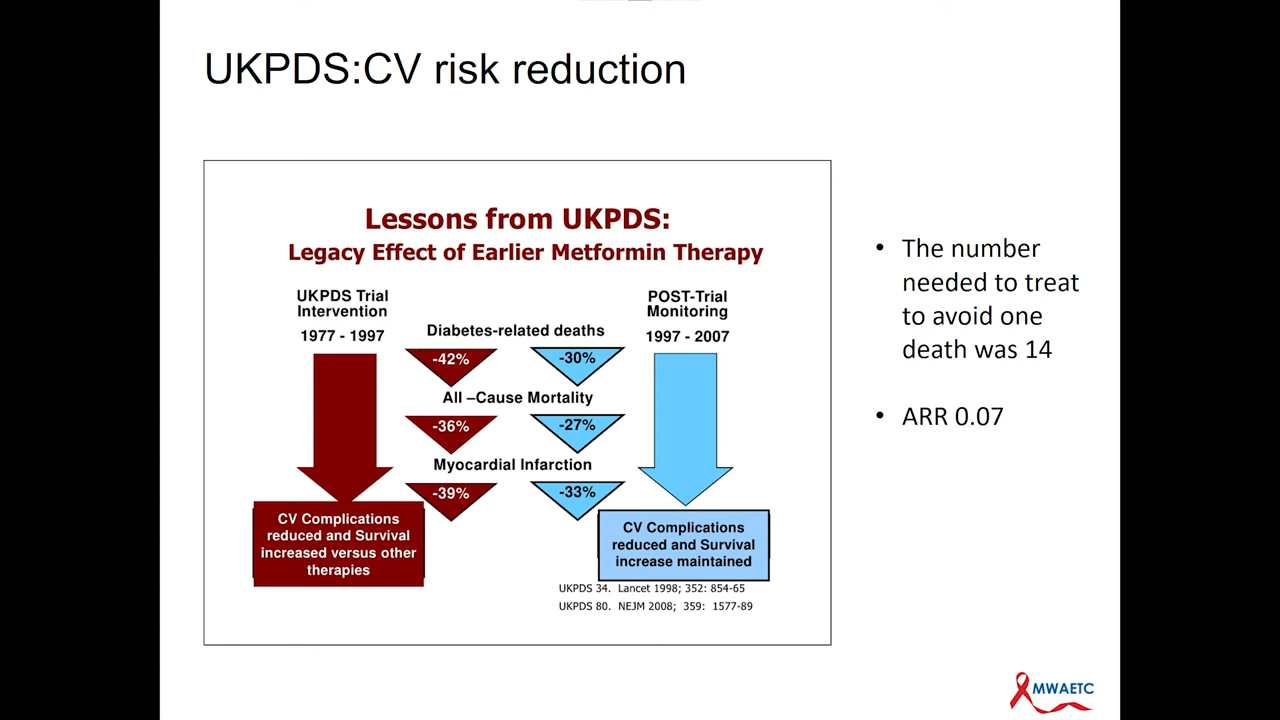 UKPDS:CV risk reduction
Lessons from UKPDS:
Legacy Effect of Earlier Metformin Therapy
UKPDS Trial
Intervention
1977 - 1997
POST-Trial
Monitoring
1997 - 2007
Diabetes-related deaths
-42%
-30%
All –Cause Mortality
-36%
-27%
Myocardial Infarction
-39%
-33%
CV Complications
reduced and Survival
increased versus other
therapies
CV Complications
reduced and Survival
increase maintained
UKPDS 34. Lancet 1998; 352: 854-65
UKPDS 80. NEJM 2008; 359: 1577-89
• The number
needed to treat
to avoid one
death was 14
• ARR 0.07
MWAETC